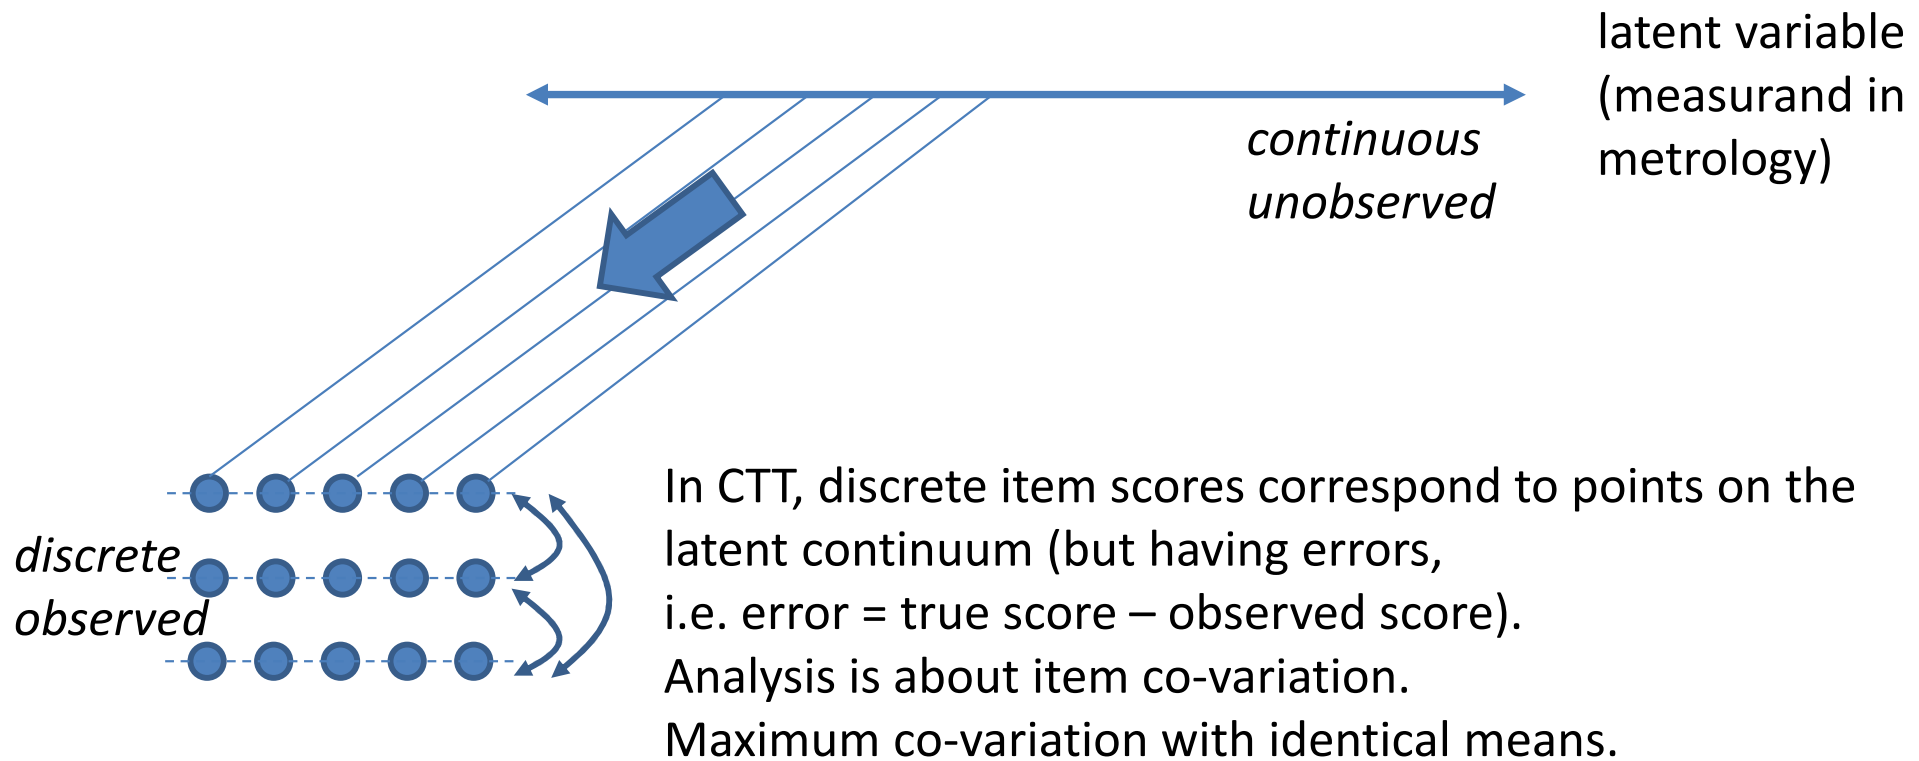 latent variable
(measurand in
metrology)
continuous
unobserved
discrete
observed
In CTT, discrete item scores correspond to points on the
latent continuum (but having errors,
i.e. error = true score – observed score).
Analysis is about item co-variation.
Maximum co-variation with identical means.